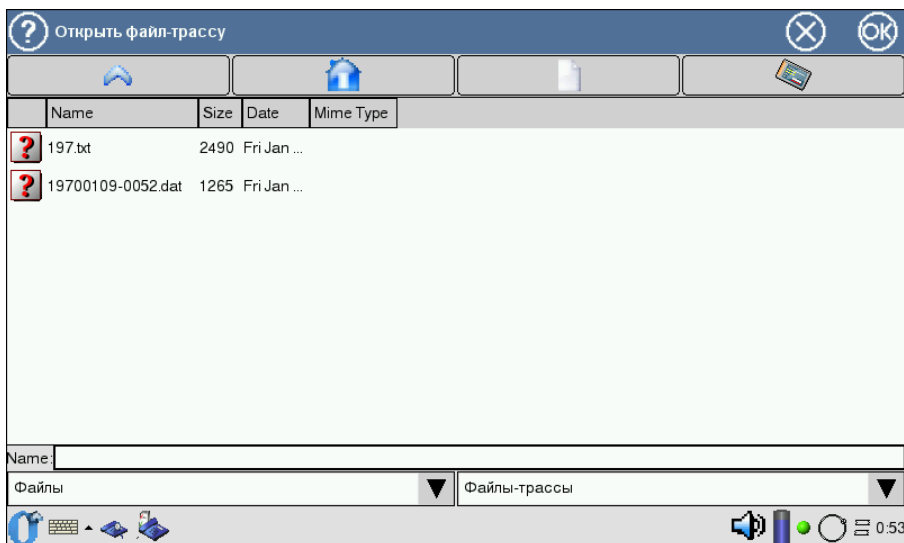 Открыть файл-трассу
OK
Name Size Date Mime Type
197.txt 2490 Fri Jan ...
19700109-0052.dat 1265 Fri Jan ...
Name:
Файлы Файлы-трассы
0:53